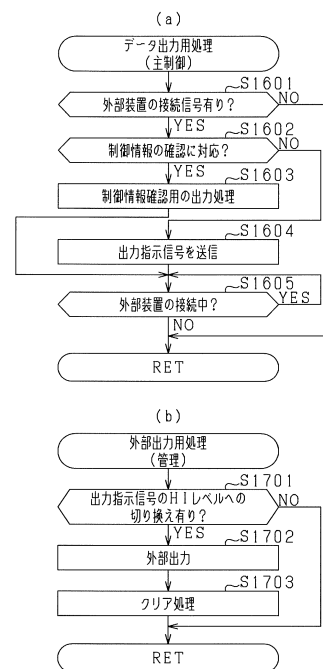 (a)
データ出力用処理
(主制御)
S1601
外部装置の接続信号有り？
NO
YES
S1602
制御情報の確認に対応？
NO
YES
S1603
制御情報確認用の出力処理
S1604
出力指示信号を送信
S1605
外部装置の接続中？
YES
NO
RET
(b)
外部出力用処理
(管理)
S1701
出力指示信号のHIレベルへの
切り換え有り？
NO
YES
S1702
外部出力
S1703
クリア処理
RET